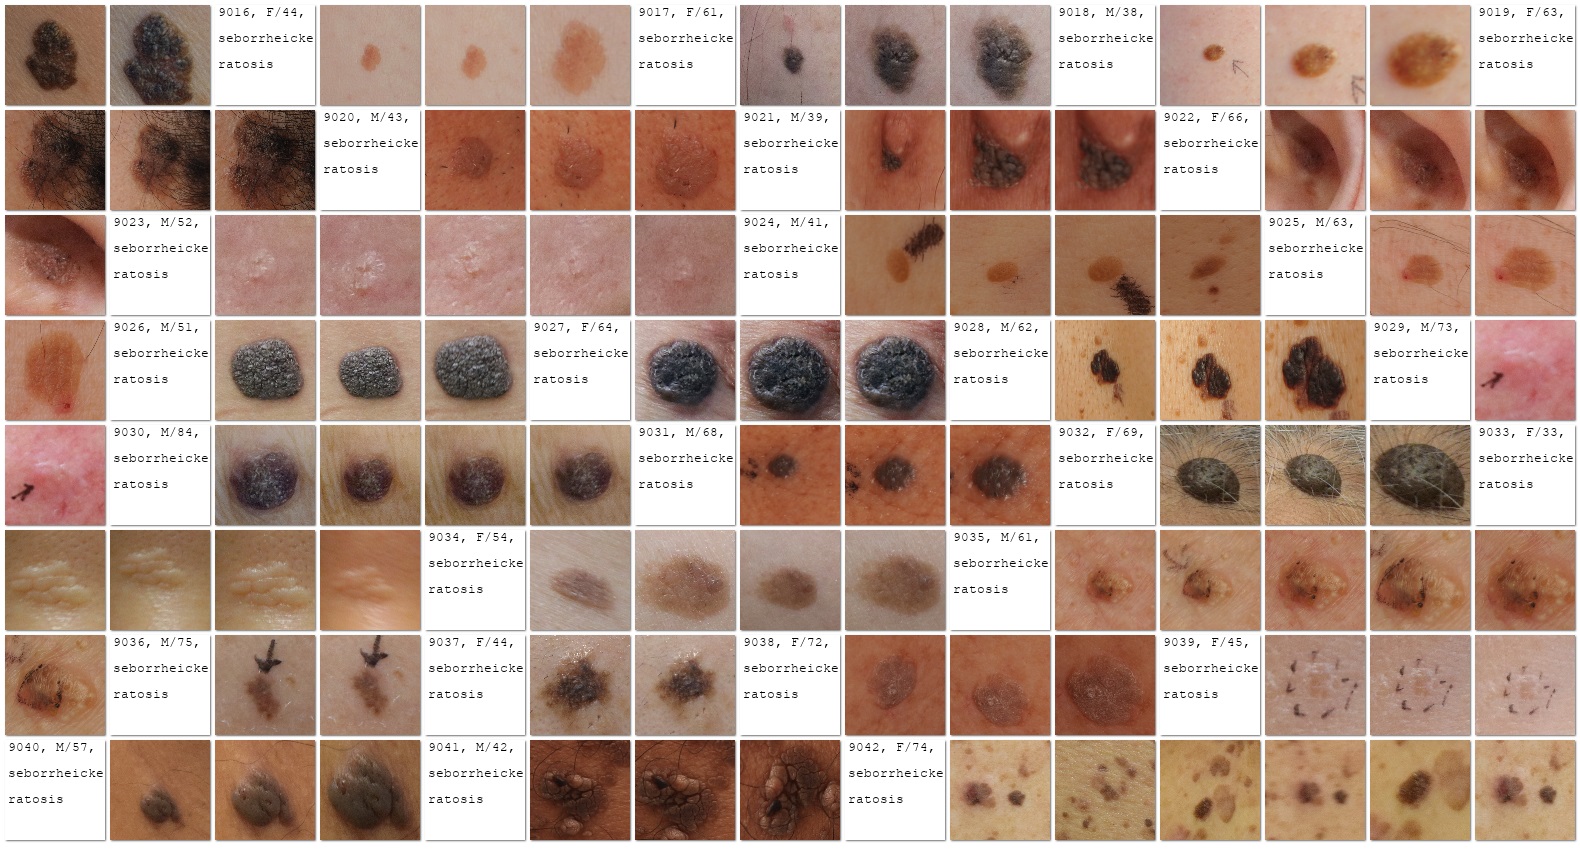 9016, F/44,
seborrheicke
ratosis
9017, F/61,
seborrheicke
ratosis
9018, M/38,
seborrheicke
ratosis
9019, F/63,
seborrheicke
ratosis
9020, M/43,
seborrheicke
ratosis
9021, M/39,
seborrheicke
ratosis
9022, F/66,
seborrheicke
ratosis
9023, M/52,
seborrheicke
ratosis
9024, M/41,
seborrheicke
ratosis
9025, M/63,
seborrheicke
ratosis
9026, M/51,
seborrheicke
ratosis
9027, F/64,
seborrheicke
ratosis
9028, M/62,
seborrheicke
ratosis
9029, M/73,
seborrheicke
ratosis
9030, M/84,
seborrheicke
ratosis
9031, M/68,
seborrheicke
ratosis
9032, F/69,
seborrheicke
ratosis
9033, F/33,
seborrheicke
ratosis
9034, F/54,
seborrheicke
ratosis
9035, M/61,
seborrheicke
ratosis
9036, M/75,
seborrheicke
ratosis
9037, F/44,
seborrheicke
ratosis
9038, F/72,
seborrheicke
ratosis
9039, F/45,
seborrheicke
ratosis
9040, M/57,
seborrheicke
ratosis
9041, M/42,
seborrheicke
ratosis
9042, F/74,
seborrheicke
ratosis